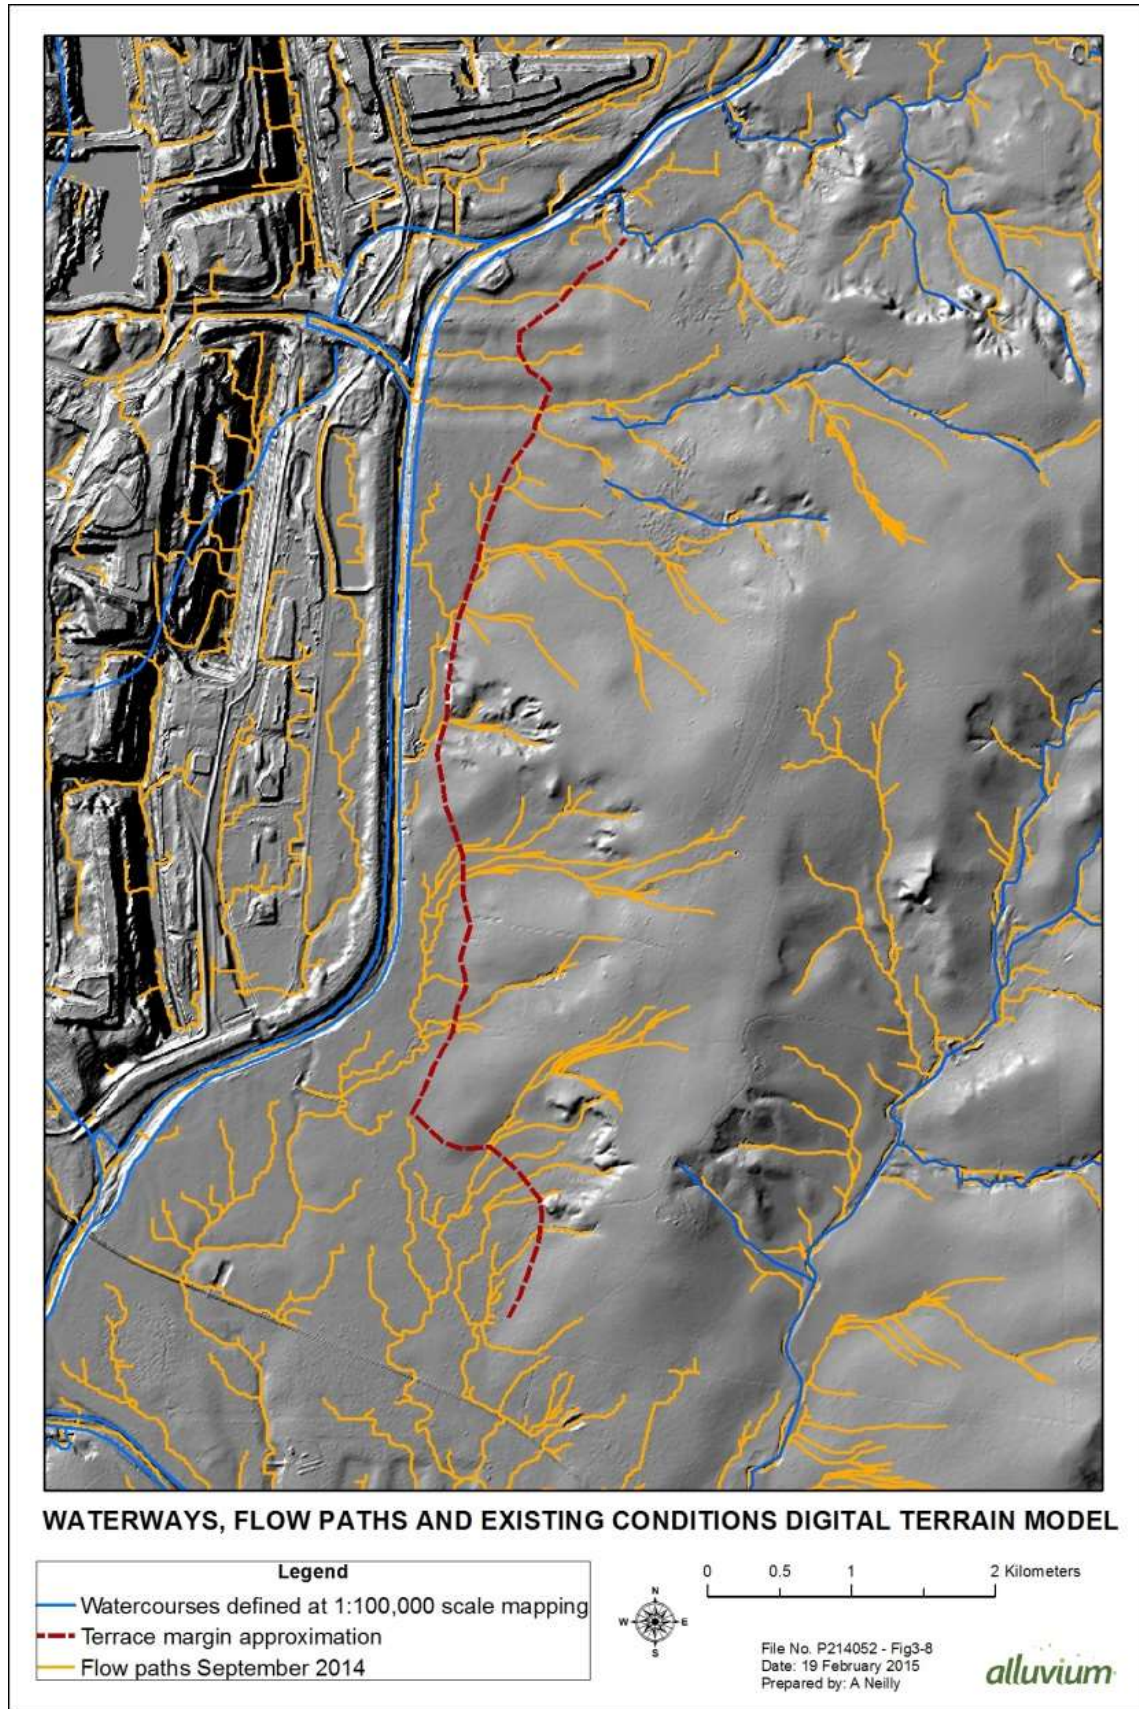 WATERWAYS, FLOW PATHS AND EXISTING CONDITIONS DIGITAL TERRAIN MODEL
Legend
Watercourses defined at 1:100,000 scale mapping
Terrace margin approximation
Flow paths September 2014
N
W E
S
0 0.5 1 2 Kilometers
File No. P214052 - Fig3-8
Date: 19 February 2015
Prepared by: A Neilly
alluvium